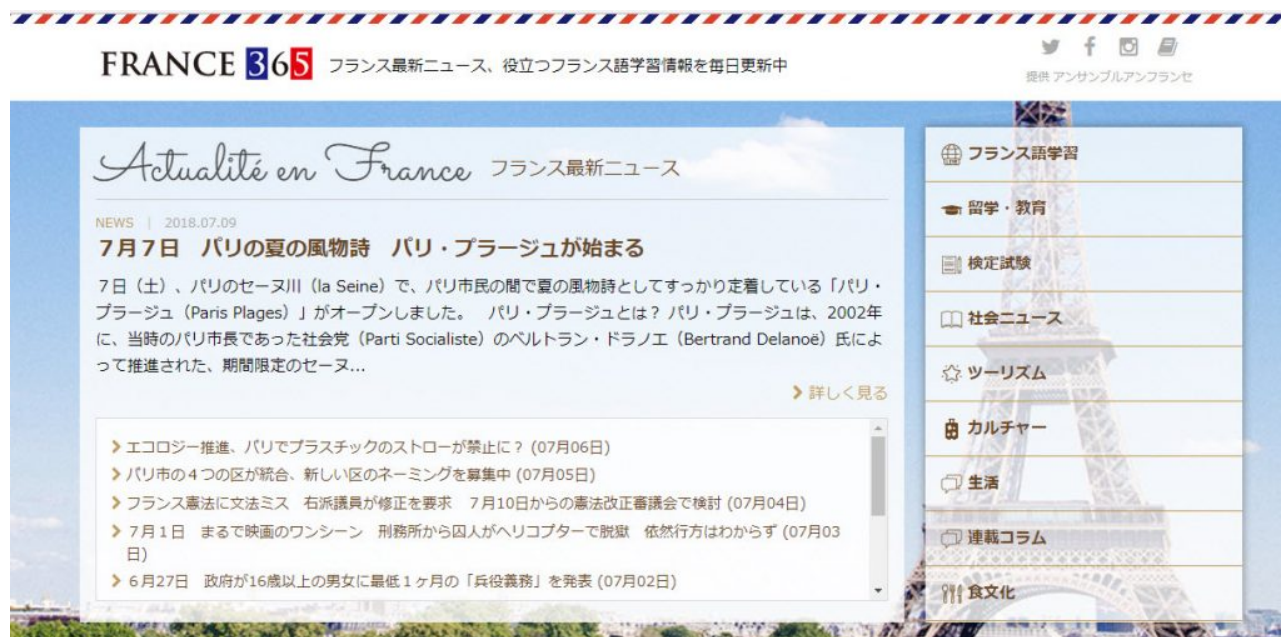 FRANCE 365 フランス最新ニュース、役立つフランス語学習情報を毎日更新中
提供 アンサンブルアンフランセ
Actualité en France フランス最新ニュース
NEWS | 2018.07.09
７月７日　パリの夏の風物詩　パリ・プラージュが始まる
７日（土）、パリのセーヌ川（la Seine）で、パリ市民の間で夏の風物詩としてすっかり定着している「パリ・
プラージュ（Paris Plages）」がオープンしました。　パリ・プラージュとは？ パリ・プラージュは、2002年
に、当時のパリ市長であった社会党（Parti Socialiste）のベルトラン・ドラノエ（Bertrand Delanoë）氏によ
って推進された、期間限定のセーヌ...
詳しく見る
エコロジー推進、パリでプラスチックのストローが禁止に？ (07月06日)
パリ市の４つの区が統合、新しい区のネーミングを募集中 (07月05日)
フランス憲法に文法ミス　右派議員が修正を要求　７月10日からの憲法改正審議会で検討 (07月04日)
７月１日　まるで映画のワンシーン　刑務所から囚人がヘリコプターで脱獄　依然行方はわからず (07月03
日)
６月27日　政府が16歳以上の男女に最低１ヶ月の「兵役義務」を発表 (07月02日)
フランス語学習
留学・教育
検定試験
社会ニュース
ツーリズム
カルチャー
生活
連載コラム
食文化